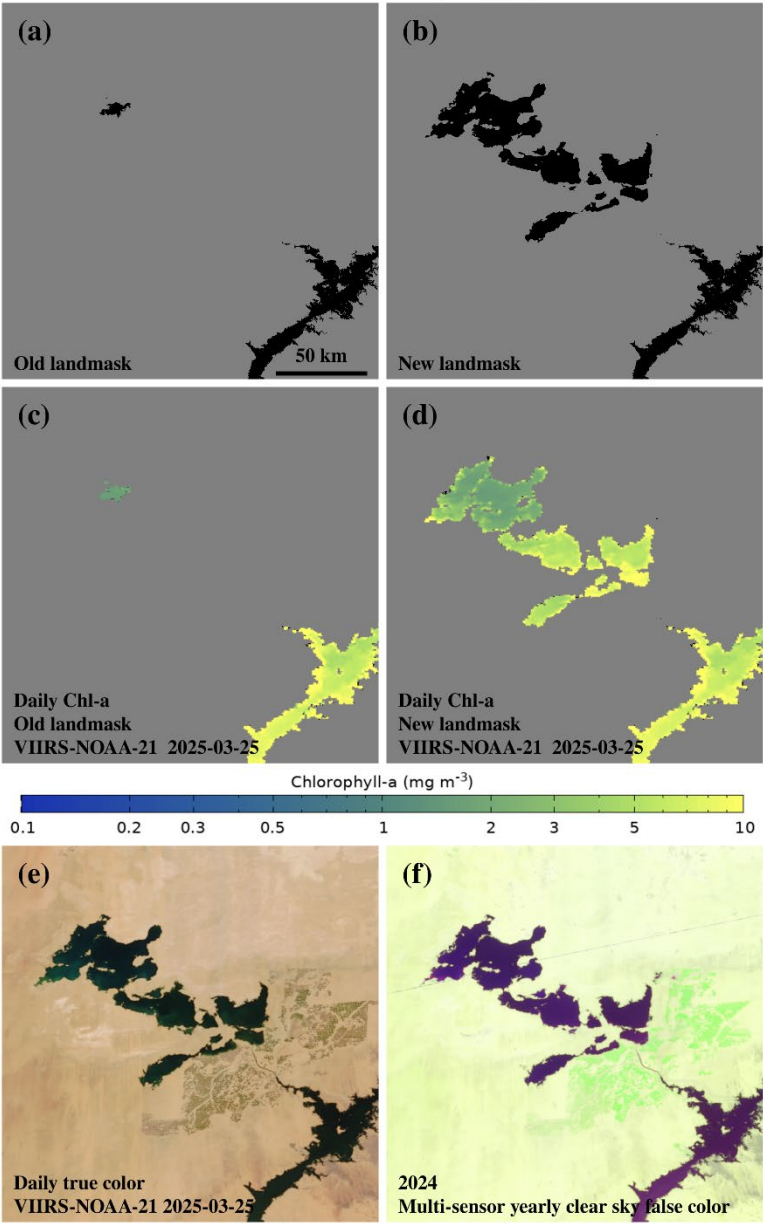 (a)
(b)
Old landmask
50 km
New landmask
(c)
(d)
Daily Chl-a
Old landmask
VIIRS-NOAA-21 2025-03-25
Daily Chl-a
New landmask
VIIRS-NOAA-21 2025-03-25
Chlorophyll-a (mg m⁻³)
0.1 0.2 0.3 0.5 1 2 3 5 10
(e)
(f)
Daily true color
VIIRS-NOAA-21 2025-03-25
2024
Multi-sensor yearly clear sky false color